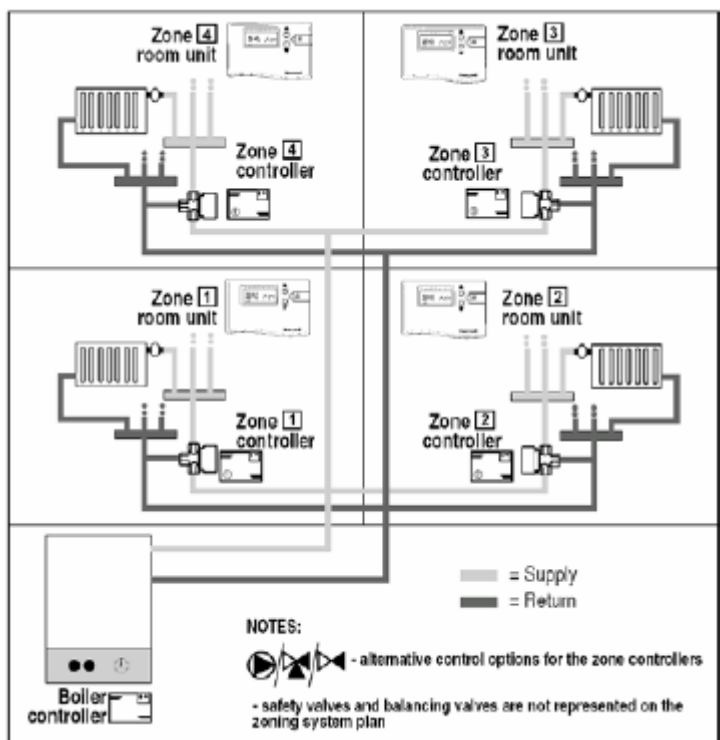 Zone 4
room unit
Zone 3
room unit
Zone 4
controller
Zone 3
controller
Zone 1
room unit
Zone 2
room unit
Zone 1
controller
Zone 2
controller
= Supply
= Return
NOTES:
- alternative control options for the zone controllers
- safety valves and balancing valves are not represented on the
zoning system plan
Boiler
controller